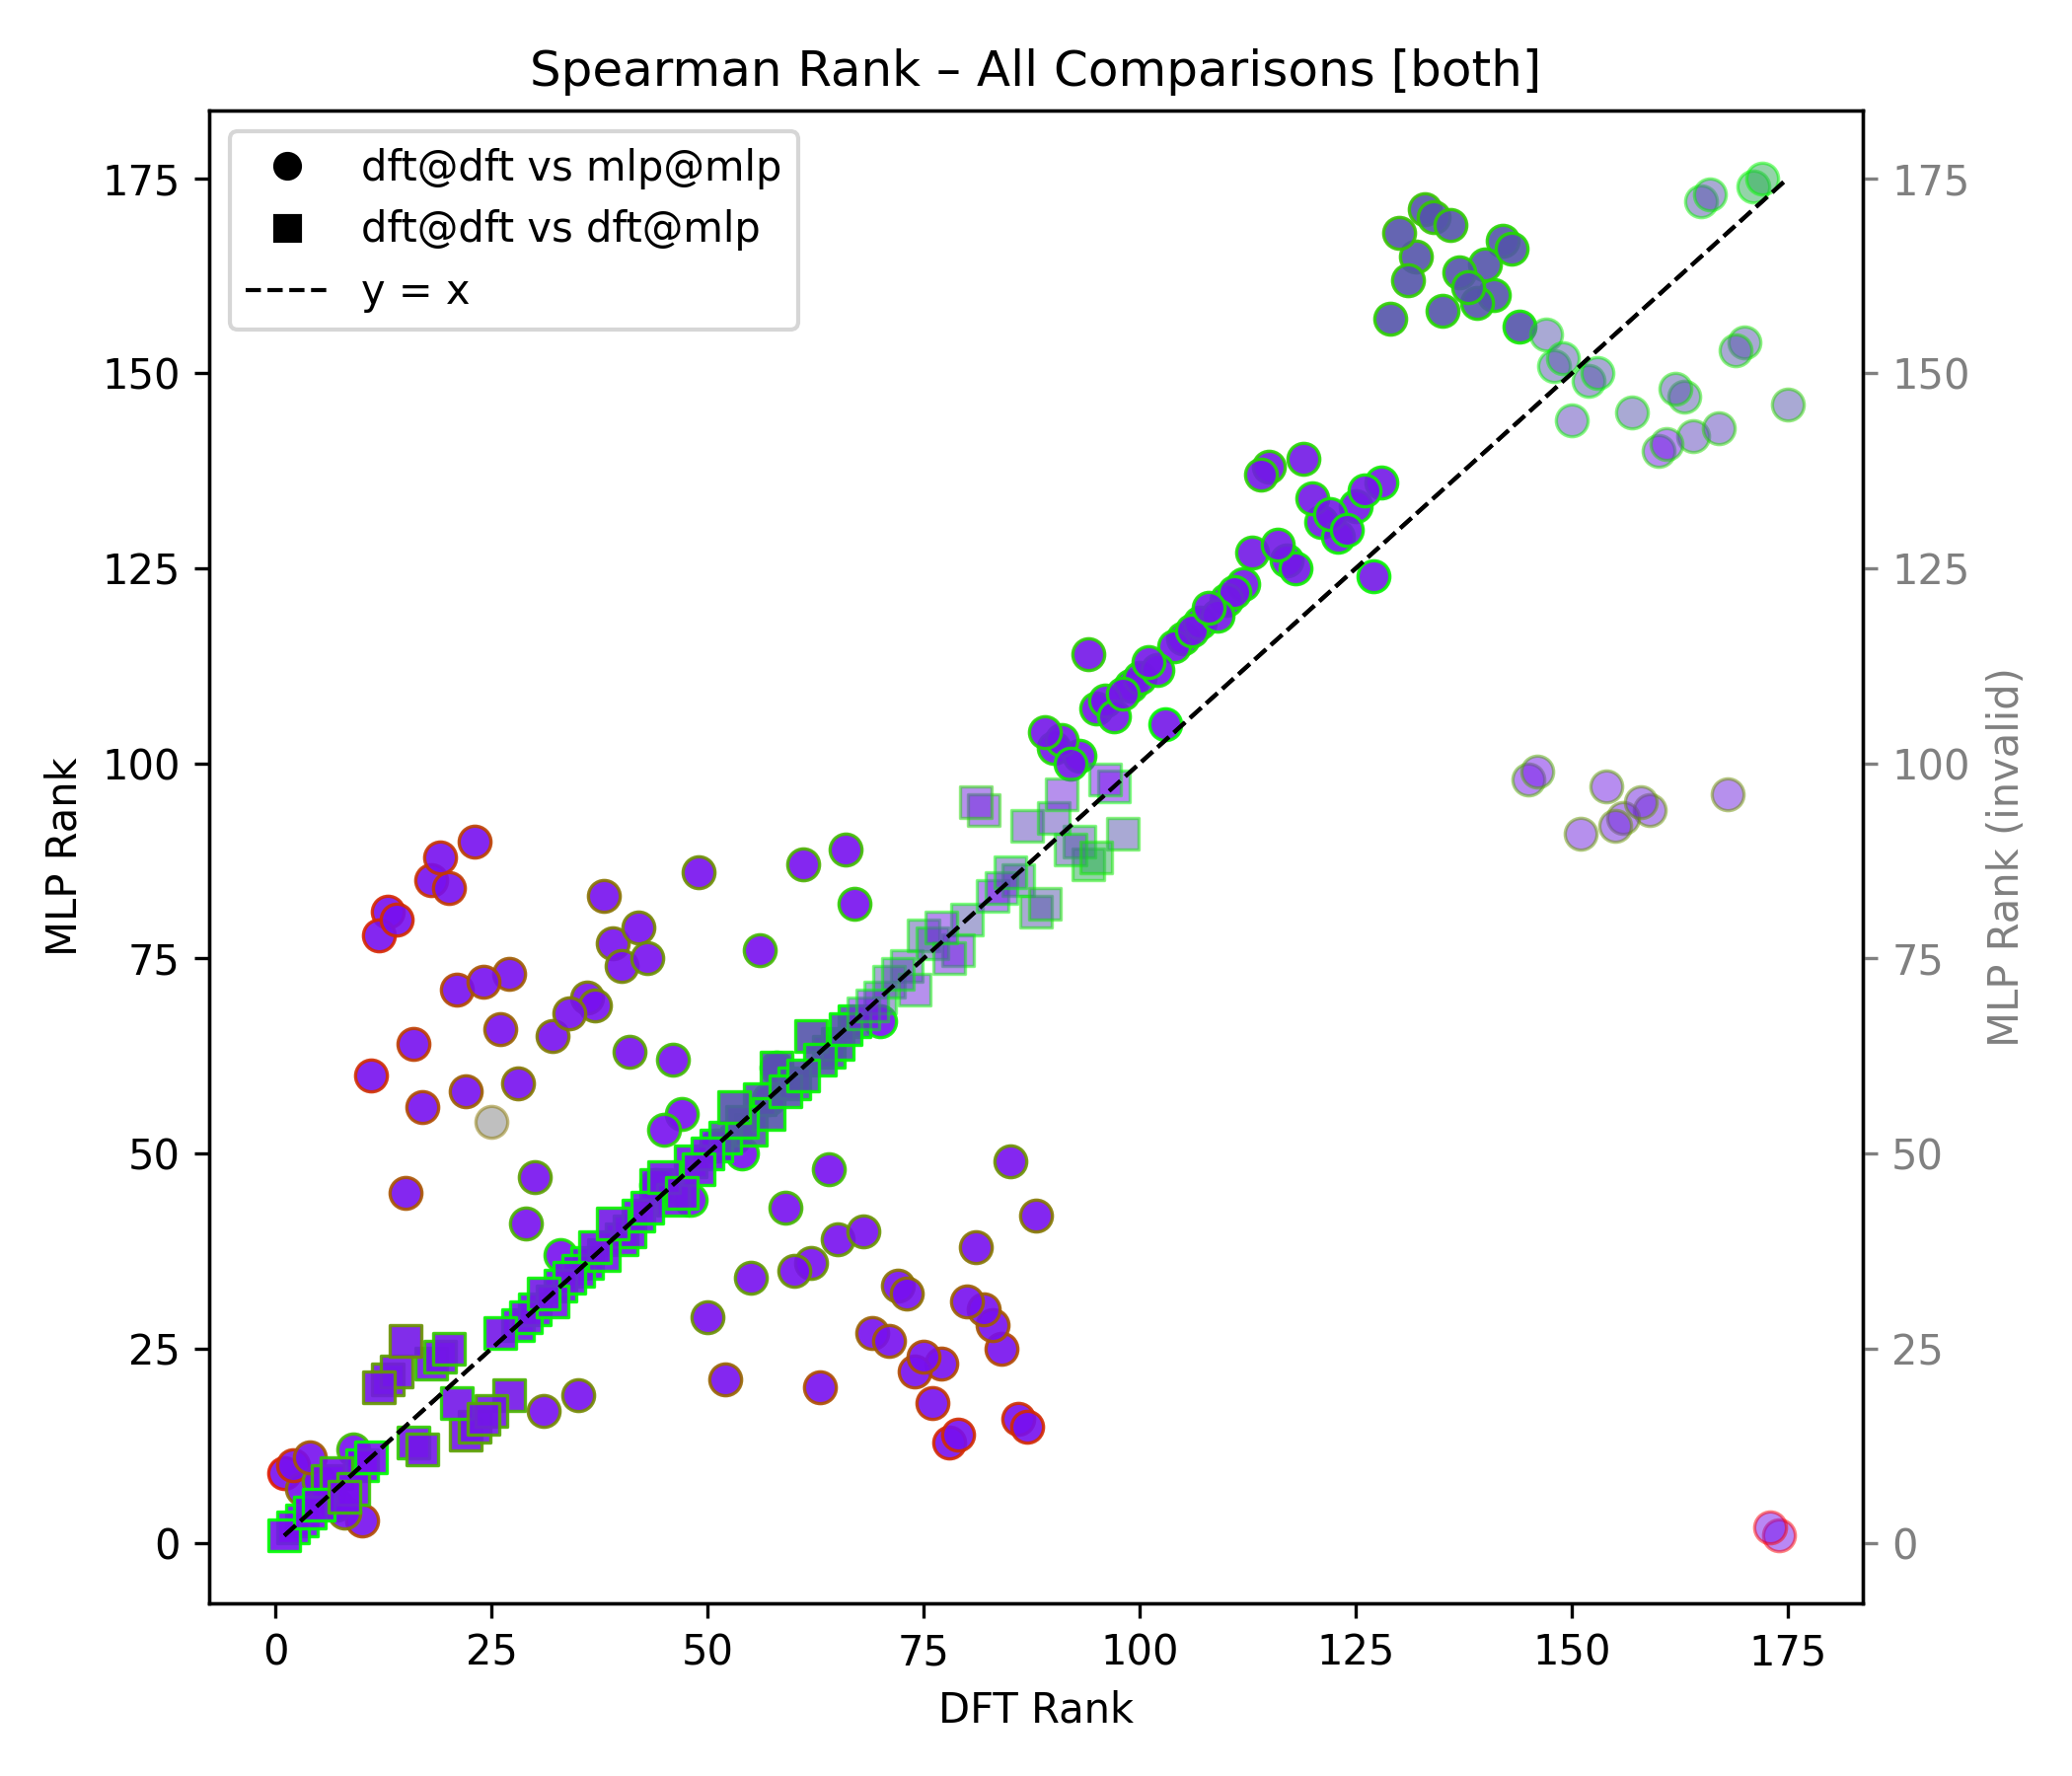 Spearman Rank – All Comparisons [both]
dft@dft vs mlp@mlp
dft@dft vs dft@mlp
y = x
175
150
125
100
75
50
25
0
MLP Rank
175
150
125
100
75
50
25
0
MLP Rank (invalid)
0 25 50 75 100 125 150 175
DFT Rank